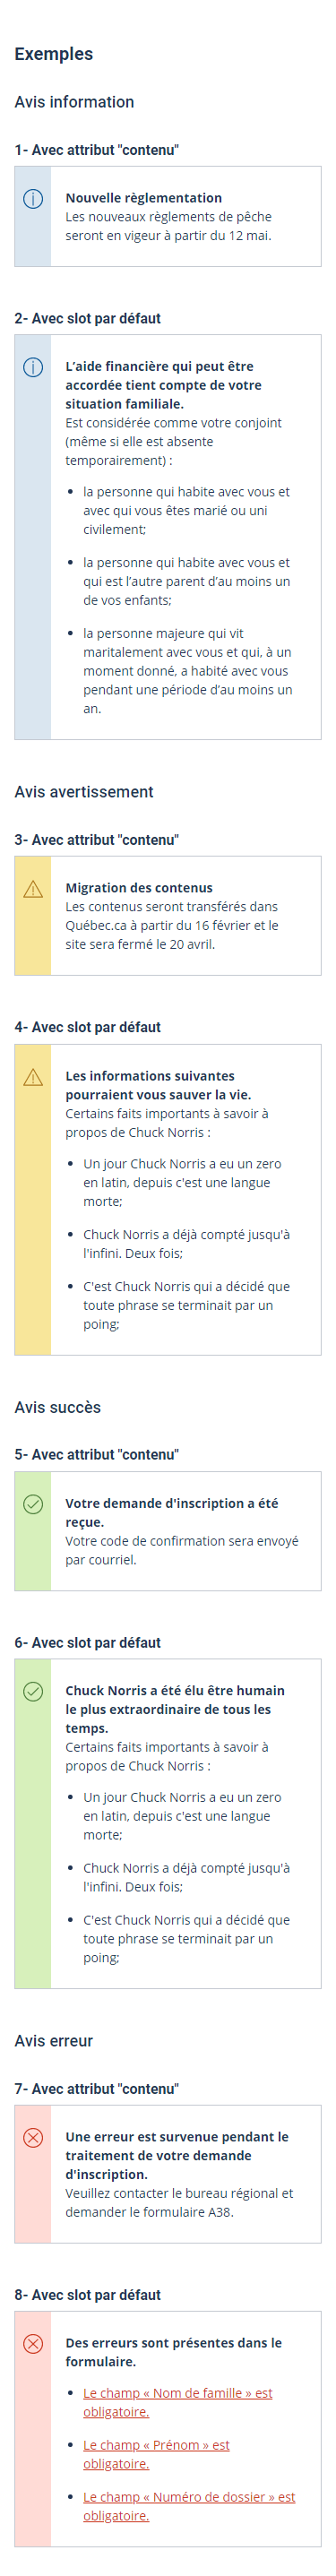 Exemples
Avis information
1- Avec attribut "contenu"
Nouvelle règlementation
Les nouveaux règlements de pêche
seront en vigeur à partir du 12 mai.
2- Avec slot par défaut
L’aide financière qui peut être
accordée tient compte de votre
situation familiale.
Est considérée comme votre conjoint
(même si elle est absente
temporairement) :
• la personne qui habite avec vous et
avec qui vous êtes marié ou uni
civilement;
• la personne qui habite avec vous et
qui est l’autre parent d’au moins un
de vos enfants;
• la personne majeure qui vit
maritalement avec vous et qui, à un
moment donné, a habité avec vous
pendant une période d’au moins un
an.
Avis avertissement
3- Avec attribut "contenu"
Migration des contenus
Les contenus seront transférés dans
Québec.ca à partir du 16 février et le
site sera fermé le 20 avril.
4- Avec slot par défaut
Les informations suivantes
pourraient vous sauver la vie.
Certains faits importants à savoir à
propos de Chuck Norris :
• Un jour Chuck Norris a eu un zero
en latin, depuis c'est une langue
morte;
• Chuck Norris a déjà compté jusqu'à
l'infini. Deux fois;
• C'est Chuck Norris qui a décidé que
toute phrase se terminait par un
poing;
Avis succès
5- Avec attribut "contenu"
Votre demande d'inscription a été
reçue.
Votre code de confirmation sera envoyé
par courriel.
6- Avec slot par défaut
Chuck Norris a été élu être humain
le plus extraordinaire de tous les
temps.
Certains faits importants à savoir à
propos de Chuck Norris :
• Un jour Chuck Norris a eu un zero
en latin, depuis c'est une langue
morte;
• Chuck Norris a déjà compté jusqu'à
l'infini. Deux fois;
• C'est Chuck Norris qui a décidé que
toute phrase se terminait par un
poing;
Avis erreur
7- Avec attribut "contenu"
Une erreur est survenue pendant le
traitement de votre demande
d'inscription.
Veuillez contacter le bureau régional et
demander le formulaire A38.
8- Avec slot par défaut
Des erreurs sont présentes dans le
formulaire.
• Le champ « Nom de famille » est
obligatoire.
• Le champ « Prénom » est
obligatoire.
• Le champ « Numéro de dossier » est
obligatoire.